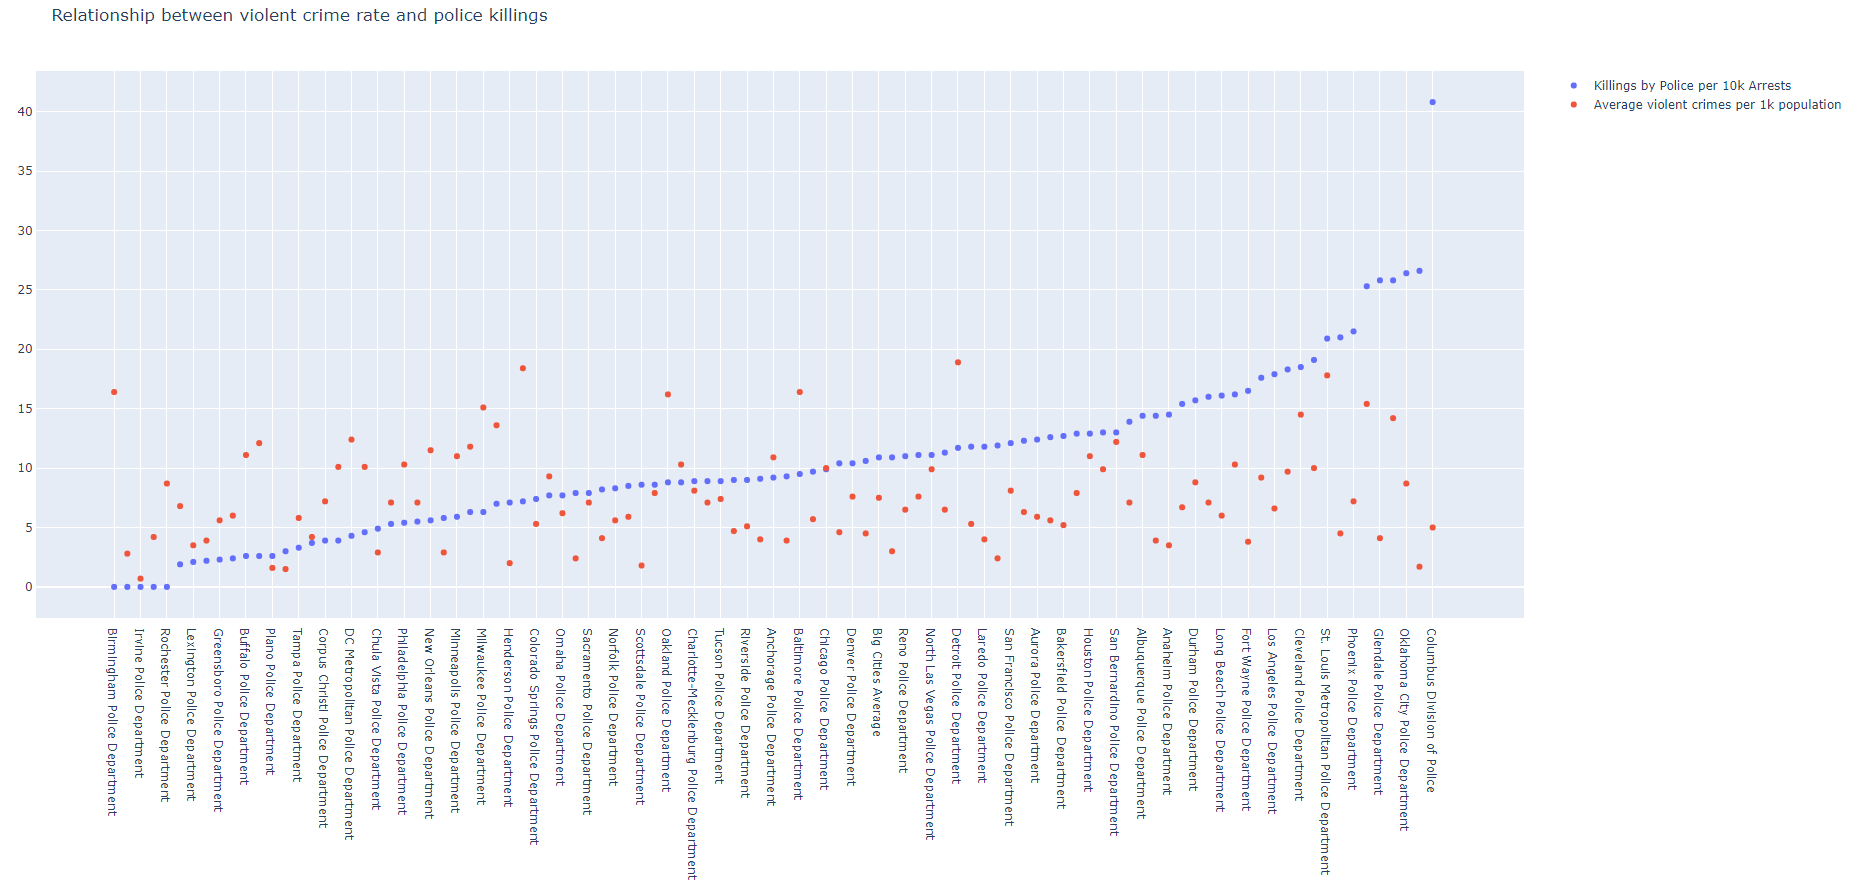 Relationship between violent crime rate and police killings
Killings by Police per 10k Arrests
Average violent crimes per 1k population
40
35
30
25
20
15
10
5
0
Birmingham Police Department
Irvine Police Department
Rochester Police Department
Lexington Police Department
Greensboro Police Department
Buffalo Police Department
Plano Police Department
Tampa Police Department
Corpus Christi Police Department
DC Metropolitan Police Department
Chula Vista Police Department
Philadelphia Police Department
New Orleans Police Department
Minneapolis Police Department
Milwaukee Police Department
Henderson Police Department
Colorado Springs Police Department
Omaha Police Department
Sacramento Police Department
Norfolk Police Department
Scottsdale Police Department
Oakland Police Department
Charlotte-Mecklenburg Police Department
Tucson Police Department
Riverside Police Department
Anchorage Police Department
Baltimore Police Department
Chicago Police Department
Denver Police Department
Big Cities Average
Reno Police Department
North Las Vegas Police Department
Detroit Police Department
Laredo Police Department
San Francisco Police Department
Aurora Police Department
Bakersfield Police Department
Houston Police Department
San Bernardino Police Department
Albuquerque Police Department
Anaheim Police Department
Durham Police Department
Long Beach Police Department
Fort Wayne Police Department
Los Angeles Police Department
Cleveland Police Department
St. Louis Metropolitan Police Department
Phoenix Police Department
Glendale Police Department
Oklahoma City Police Department
Columbus Division of Police